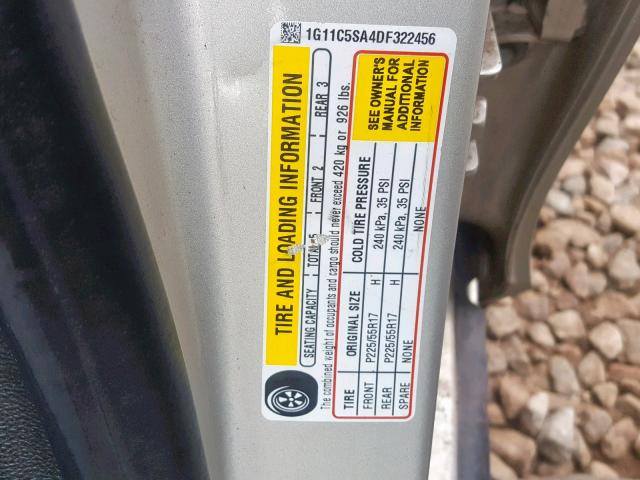 1G11C5SA4DF322456
TIRE AND LOADING INFORMATION
SEATING CAPACITY TOTAL 5 FRONT 2 REAR 3
The combined weight of occupants and cargo should never exceed 420 kg or 926 lbs.
TIRE ORIGINAL SIZE COLD TIRE PRESSURE
FRONT P225/55R17 H 240 kPa, 35 PSI
REAR P225/55R17 H 240 kPa, 35 PSI
SPARE NONE NONE
SEE OWNER'S
MANUAL FOR
ADDITIONAL
INFORMATION